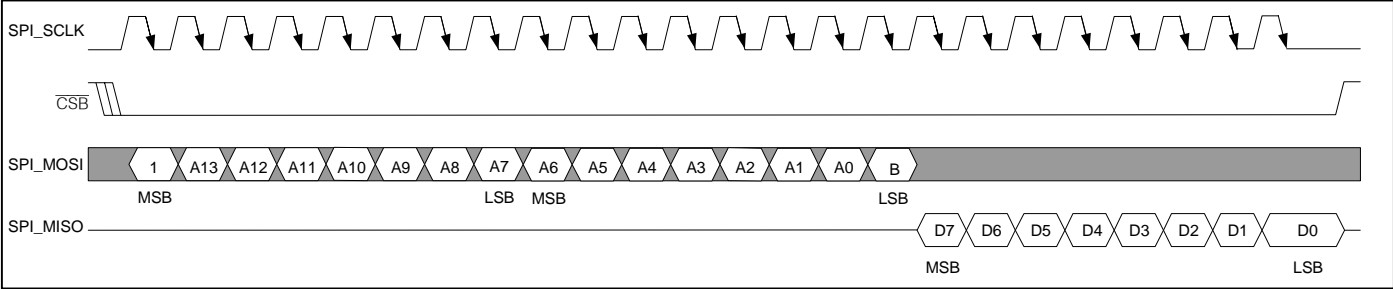 SPI_SCLK
CSB
SPI_MOSI 1 A13 A12 A11 A10 A9 A8 A7 A6 A5 A4 A3 A2 A1 A0 B
MSB LSB MSB LSB
SPI_MISO D7 D6 D5 D4 D3 D2 D1 D0
MSB LSB